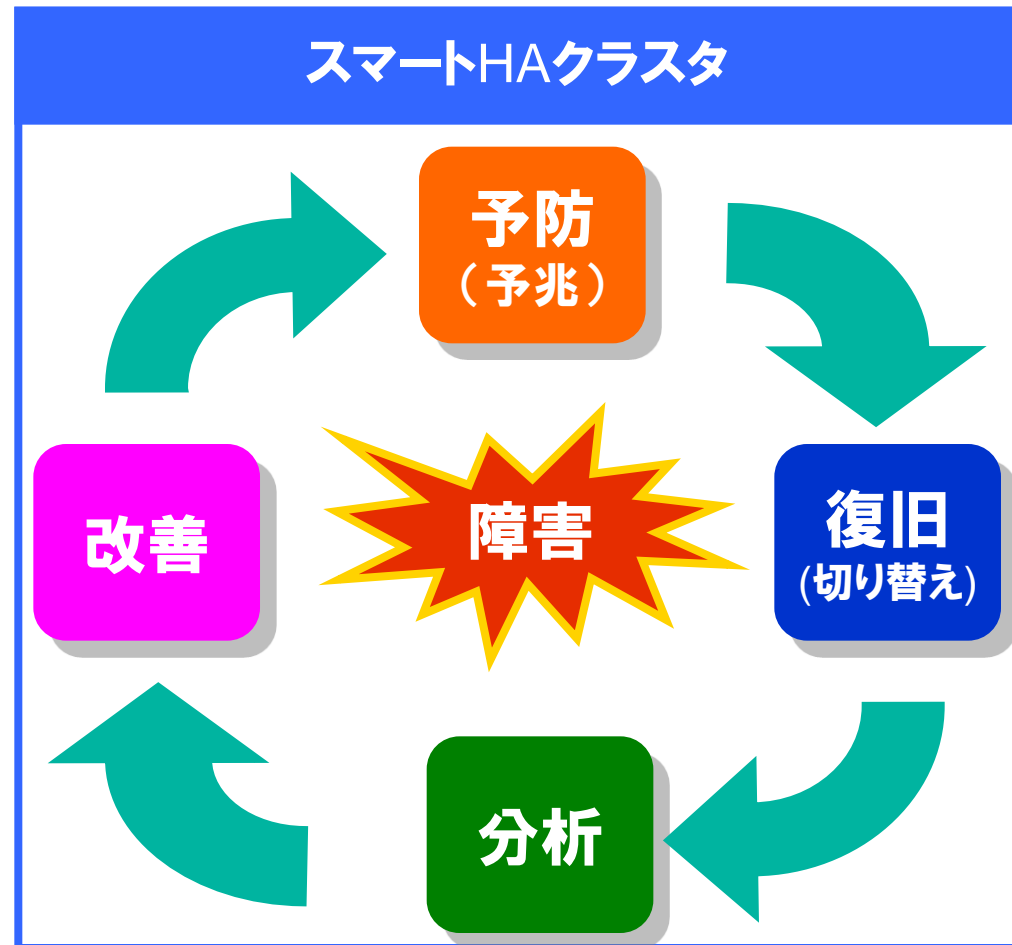 スマートHAクラスタ
予防
（予兆）
改善
障害
復旧
(切り替え)
分析